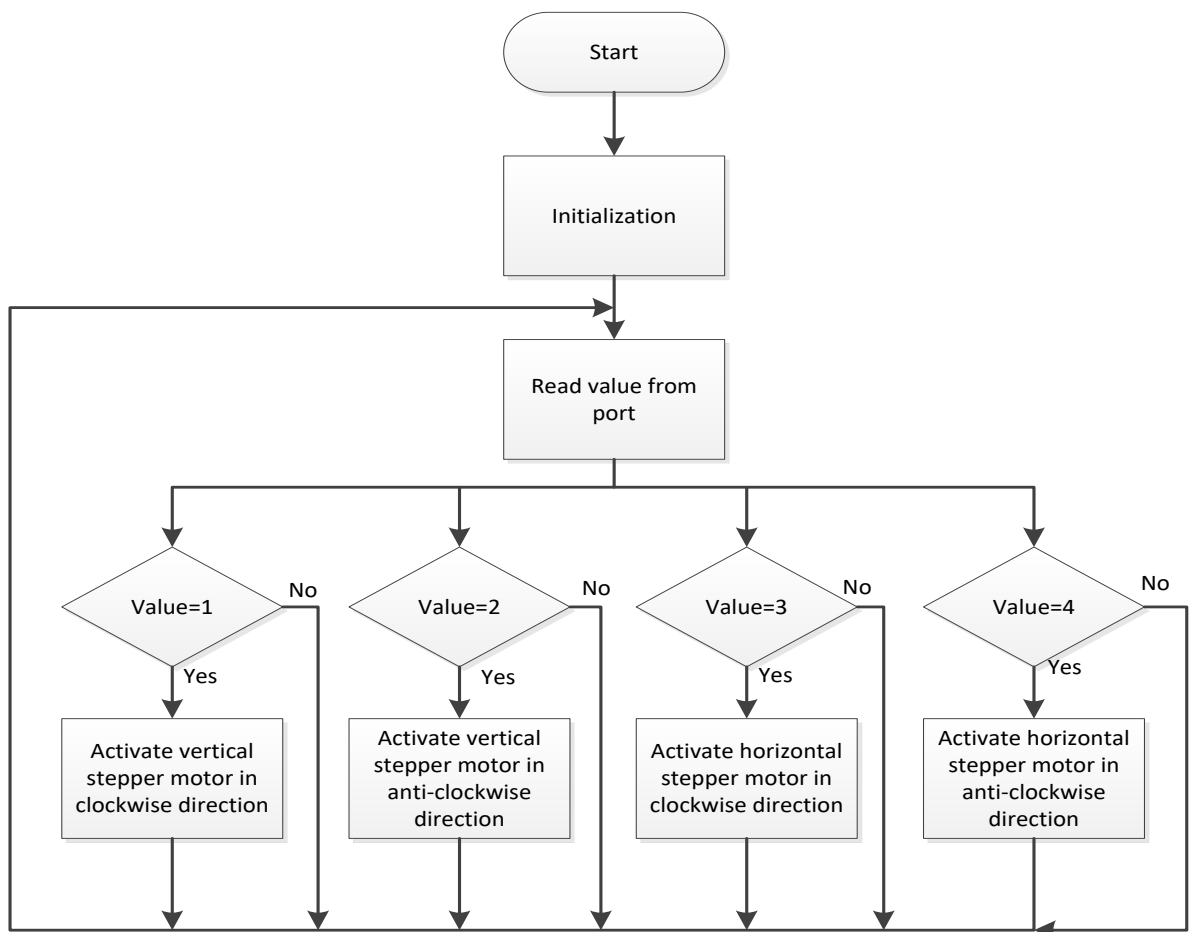 Start
Initialization
Read value from
port
Value=1
No
Value=2
No
Value=3
No
Value=4
No
Yes
Yes
Yes
Yes
Activate vertical
stepper motor in
clockwise direction
Activate vertical
stepper motor in
anti-clockwise
direction
Activate horizontal
stepper motor in
clockwise direction
Activate horizontal
stepper motor in
anti-clockwise
direction